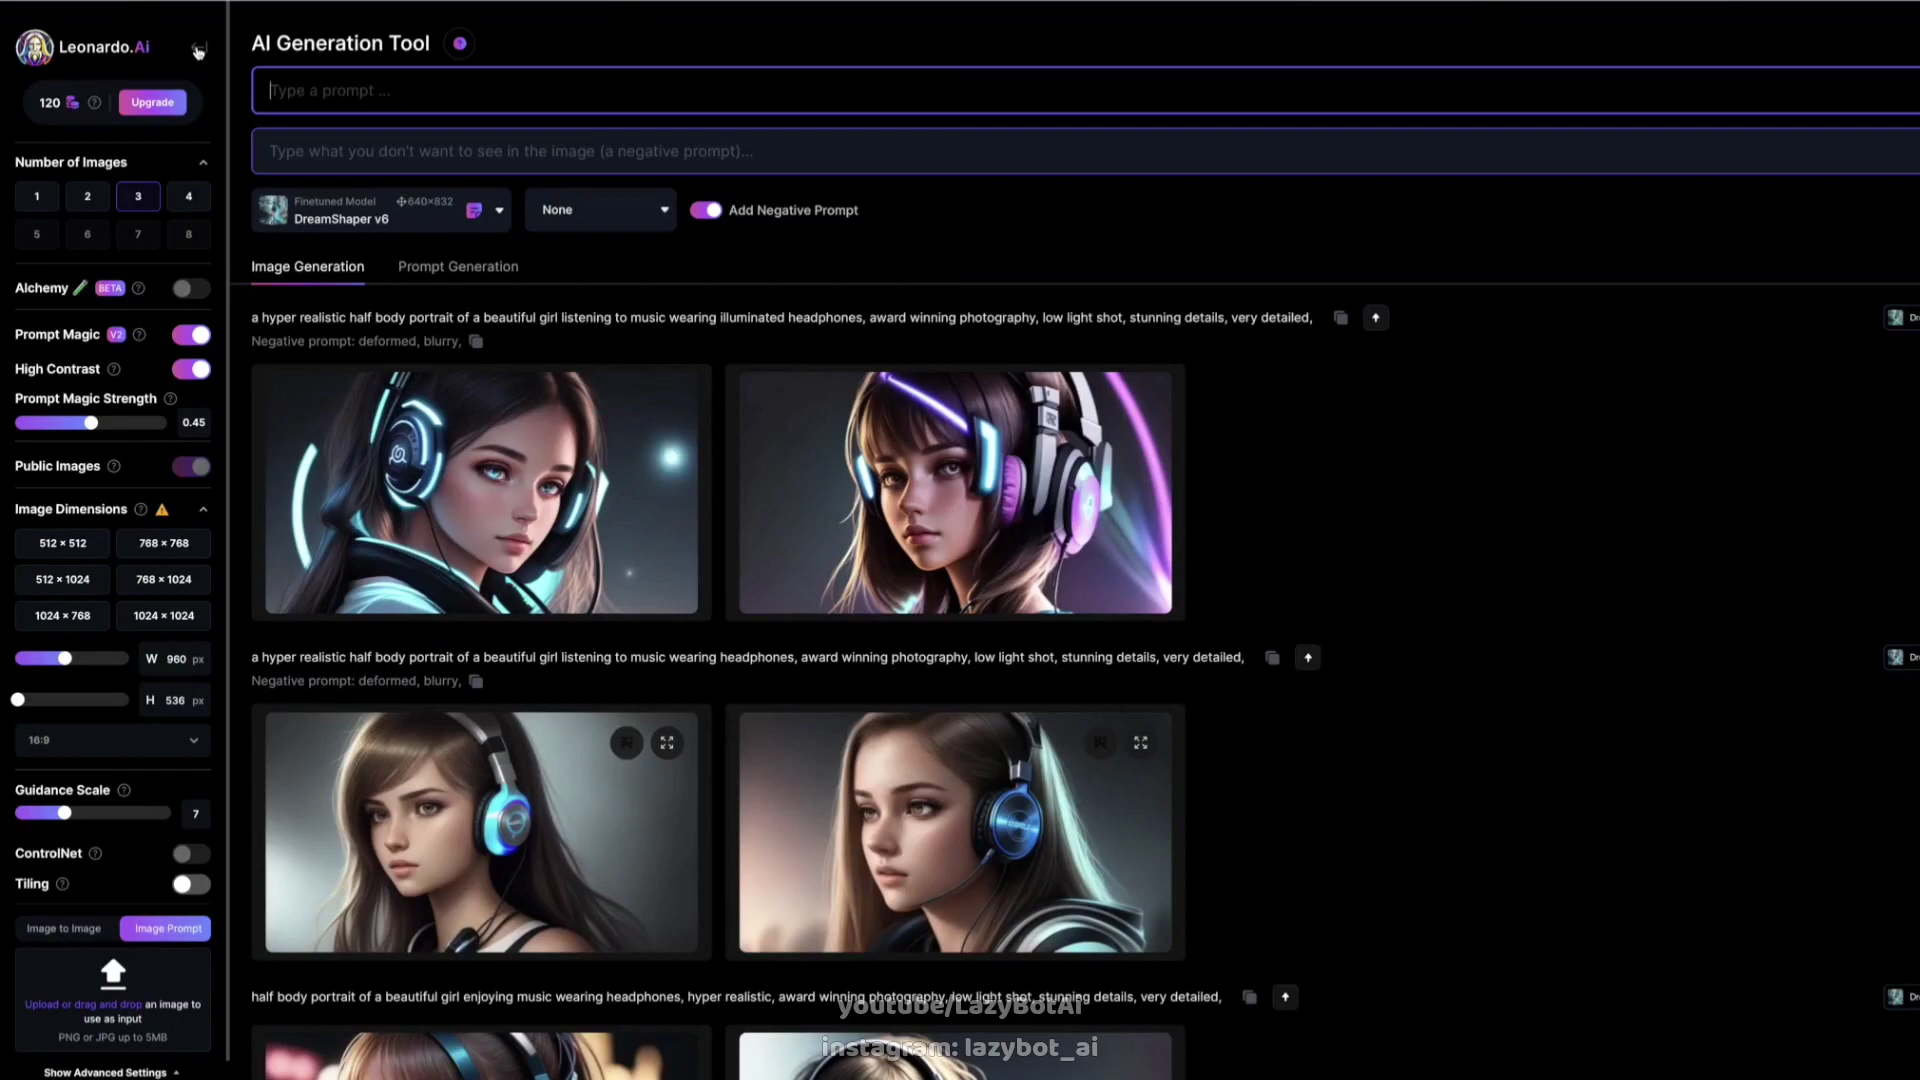 Leonardo.Ai
120
Upgrade
Number of Images
1 2 3 4
5 6 7 8
Alchemy BETA
Prompt Magic V2
High Contrast
Prompt Magic Strength
0.45
Public Images
Image Dimensions
512 × 512 768 × 768
512 × 1024 768 × 1024
1024 × 768 1024 × 1024
W 960 px
H 536 px
16:9
Guidance Scale
7
ControlNet
Tiling
Image to Image Image Prompt
Upload or drag and drop an image to
use as input
PNG or JPG up to 5MB
Show Advanced Settings
AI Generation Tool
Type a prompt ...
Type what you don't want to see in the image (a negative prompt)...
Finetuned Model 640×832
DreamShaper v6
None
Add Negative Prompt
Image Generation Prompt Generation
a hyper realistic half body portrait of a beautiful girl listening to music wearing illuminated headphones, award winning photography, low light shot, stunning details, very detailed,
Negative prompt: deformed, blurry,
a hyper realistic half body portrait of a beautiful girl listening to music wearing headphones, award winning photography, low light shot, stunning details, very detailed,
Negative prompt: deformed, blurry,
half body portrait of a beautiful girl enjoying music wearing headphones, hyper realistic, award winning photography, low light shot, stunning details, very detailed,
youtube/LazyBotAI
instagram: lazybot_ai